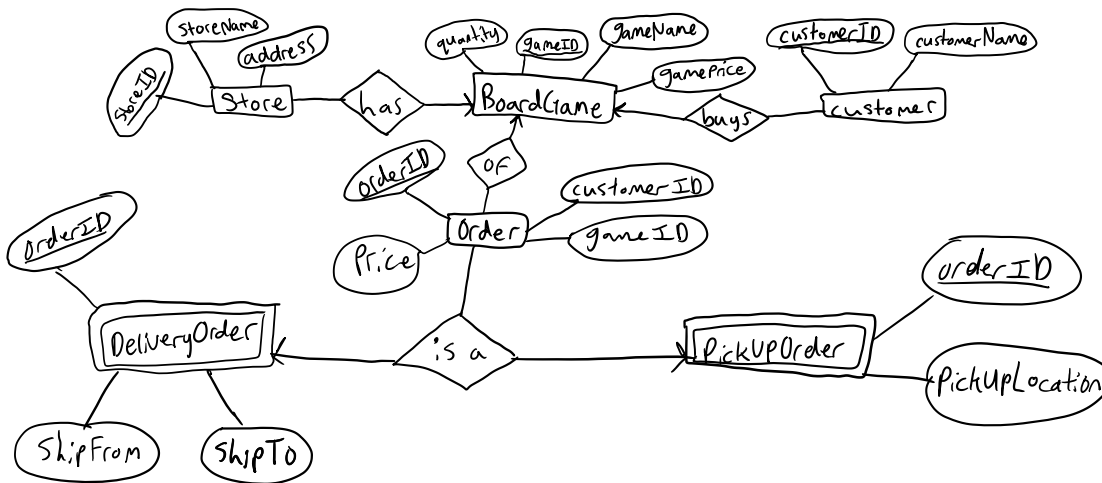 storeName
address
storeID
Store
has
quantity
gameID
gameName
gamePrice
BoardGame
customerID
customerName
buys
customer
of
orderID
customerID
Order
gameID
Price
orderID
DeliveryOrder
is a
PickUpOrder
orderID
PickUpLocation
ShipFrom
ShipTo